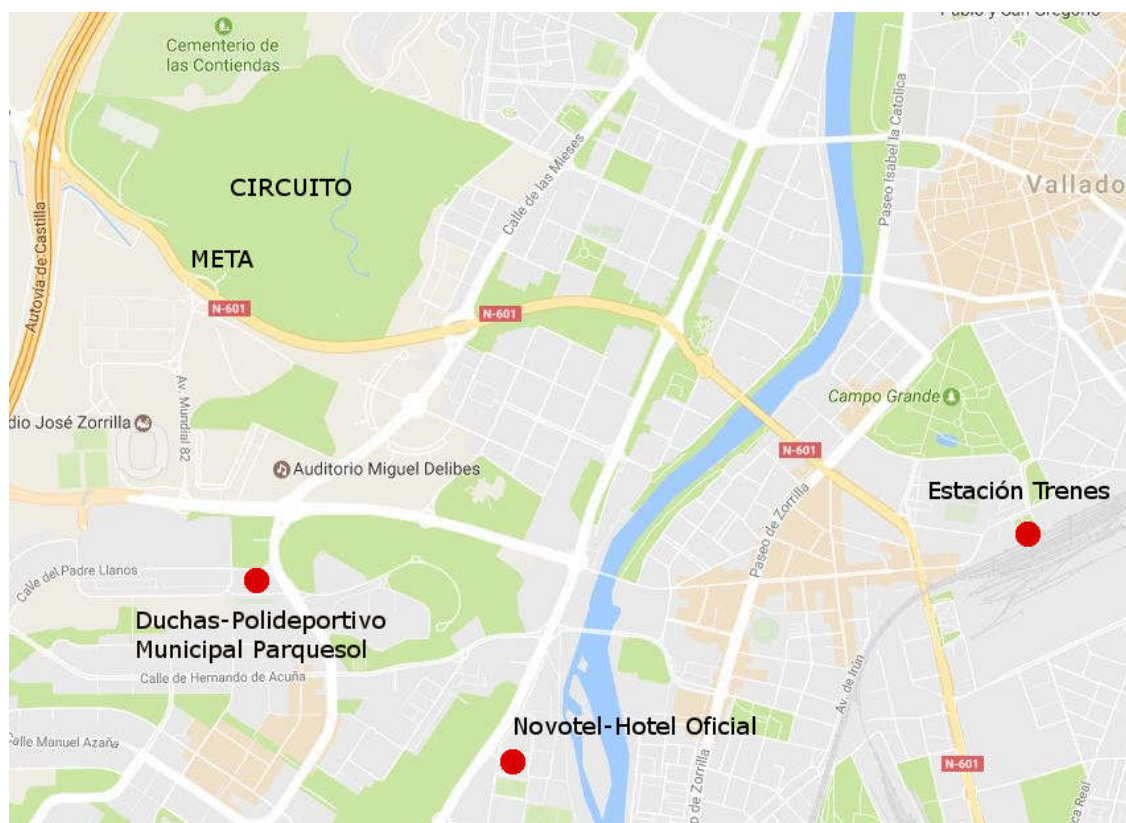 Pablo y San Gregorio
Cementerio de
las Contiendas
Paseo Isabel la Catolica
Calle de las Mieses
CIRCUITO
Vallado
Autovía de Castilla
META
N-601
N-601
Av. Mundial 82
Campo Grande
dio José Zorrilla
N-601
Auditorio Miguel Delibes
Estación Trenes
Paseo de Zorrilla
Calle del Padre Llanos
Duchas-Polideportivo
Municipal Parquesol
Calle de Hernando de Acuña
Av. de Irún
Novotel-Hotel Oficial
Calle Manuel Azaña
de Zorrilla
N-601
Real